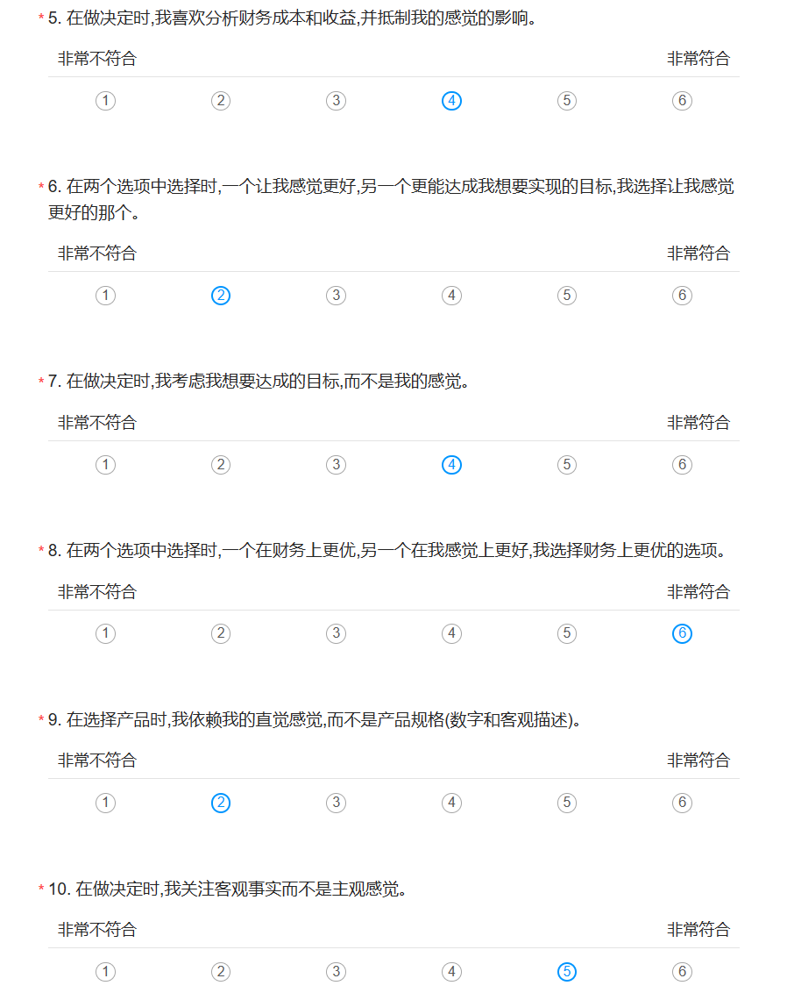 * 5. 在做决定时,我喜欢分析财务成本和收益,并抵制我的感觉的影响。
非常不符合 非常符合
1 2 3 4 5 6
* 6. 在两个选项中选择时,一个让我感觉更好,另一个更能达成我想要实现的目标,我选择让我感觉
更好的那个。
非常不符合 非常符合
1 2 3 4 5 6
* 7. 在做决定时,我考虑我想要达成的目标,而不是我的感觉。
非常不符合 非常符合
1 2 3 4 5 6
* 8. 在两个选项中选择时,一个在财务上更优,另一个在我感觉上更好,我选择财务上更优的选项。
非常不符合 非常符合
1 2 3 4 5 6
* 9. 在选择产品时,我依赖我的直觉感觉,而不是产品规格(数字和客观描述)。
非常不符合 非常符合
1 2 3 4 5 6
* 10. 在做决定时,我关注客观事实而不是主观感觉。
非常不符合 非常符合
1 2 3 4 5 6